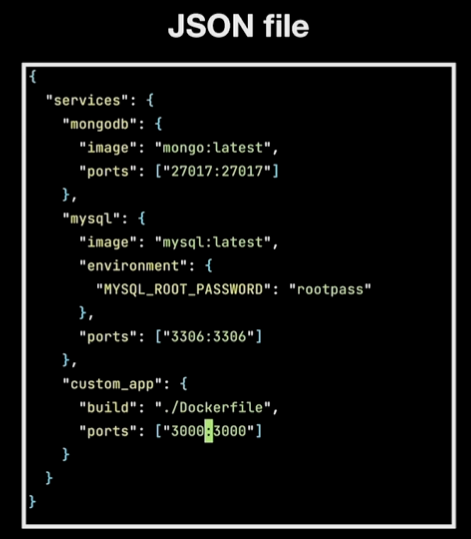 JSON file
{
  "services": {
    "mongodb": {
      "image": "mongo:latest",
      "ports": ["27017:27017"]
    },
    "mysql": {
      "image": "mysql:latest",
      "environment": {
        "MYSQL_ROOT_PASSWORD": "rootpass"
      },
      "ports": ["3306:3306"]
    },
    "custom_app": {
      "build": "./Dockerfile",
      "ports": ["3000:3000"]
    }
  }
}